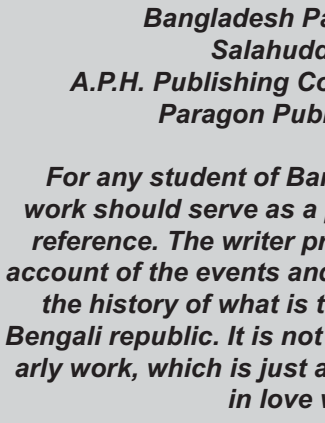 Bangladesh Pa
Salahudd
A.P.H. Publishing Co
Paragon Publ
For any student of Ban
work should serve as a
reference. The writer pr
account of the events and
the history of what is t
Bengali republic. It is not
arly work, which is just a
in love